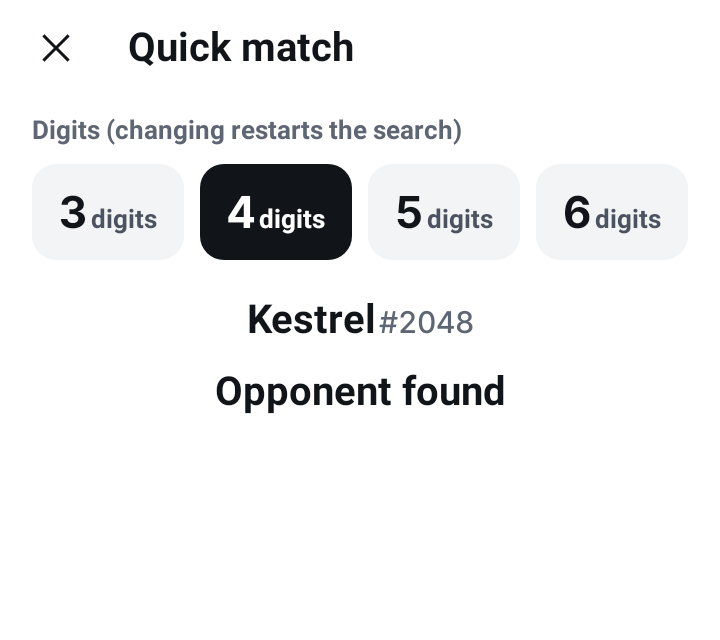 Quick match
Digits (changing restarts the search)
3 digits 4 digits 5 digits 6 digits
Kestrel#2048
Opponent found